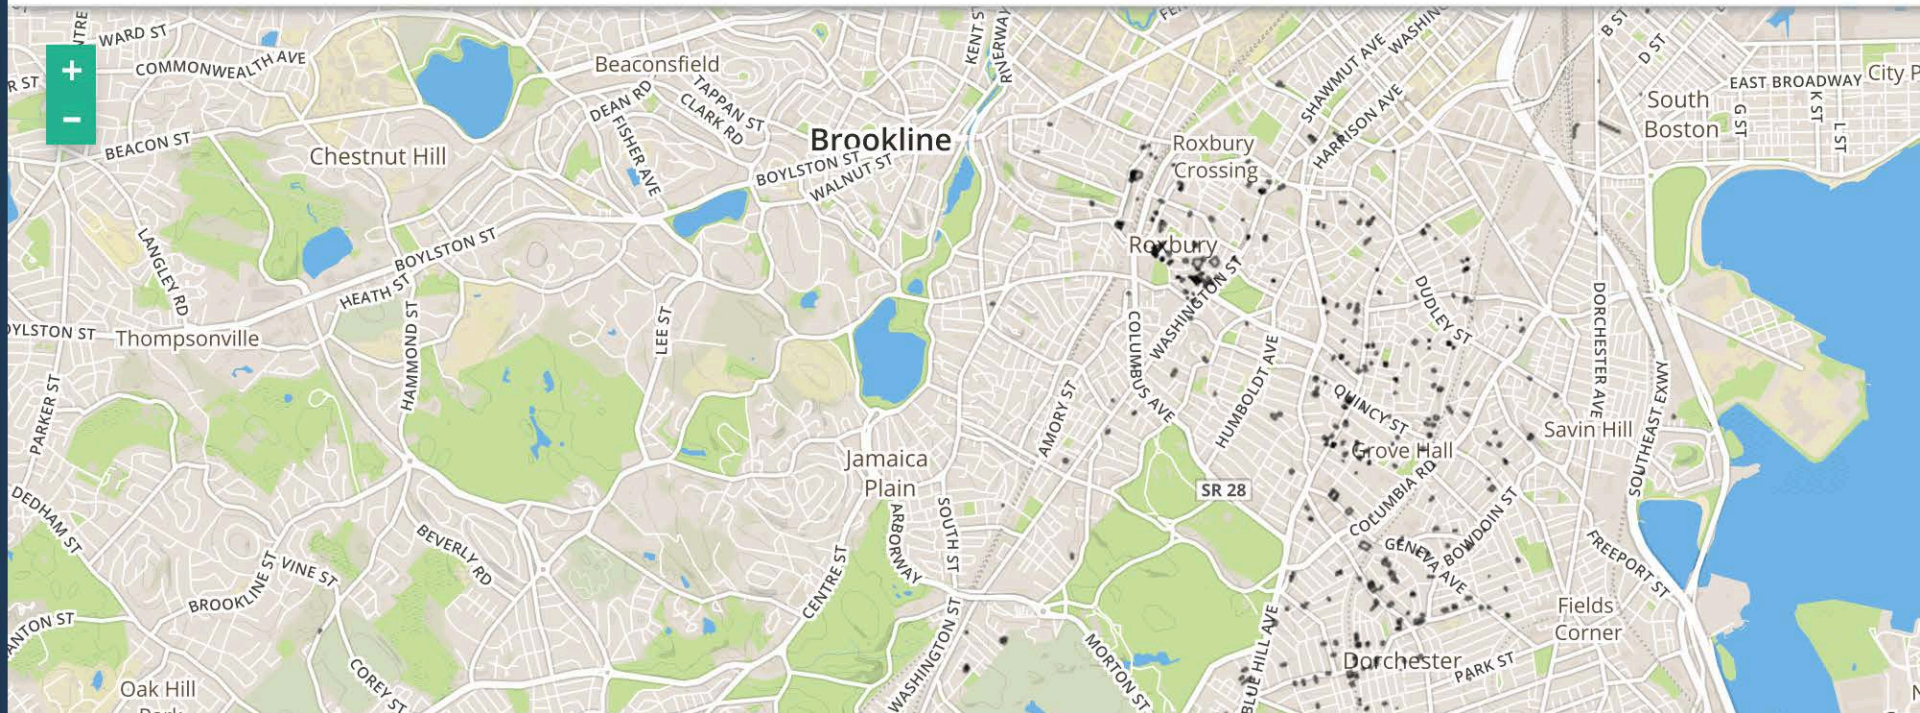 WARD ST
COMMONWEALTH AVE
R ST
+
−
BEACON ST
Chestnut Hill
Beaconsfield
DEAN RD
TAPPAN ST
CLARK RD
FISHER AVE
Brookline
BOYLSTON ST
WALNUT ST
KENT S
RIVERWAY
SHAWMUT AVE
WASHING
HARRISON AVE
Roxbury
Crossing
B ST
D ST
EAST BROADWAY
City P
South
Boston
G ST
K ST
L ST
LANGLEY RD
BOYLSTON ST
HEATH ST
OYLSTON ST
Thompsonville
HAMMOND ST
LEE ST
Roxbury
WASHINGTON ST
COLUMBUS AVE
HUMBOLDT AVE
AMORY ST
DUDLEY ST
DORCHESTER AVE
SOUTHEAST EXWY
QUINCY ST
Grove Hall
Savin Hill
PARKER ST
Jamaica
Plain
SR 28
COLUMBIA RD
DEDHAM ST
BEVERLY RD
ARBORWAY
SOUTH ST
GENEVA AVE
BOWDOIN ST
FREEPORT ST
VINE ST
BROOKLINE ST
CENTRE ST
Fields
Corner
ANTON ST
COREY ST
WASHINGTON ST
MORTON ST
BLUE HILL AVE
Dorchester
PARK ST
Oak Hill